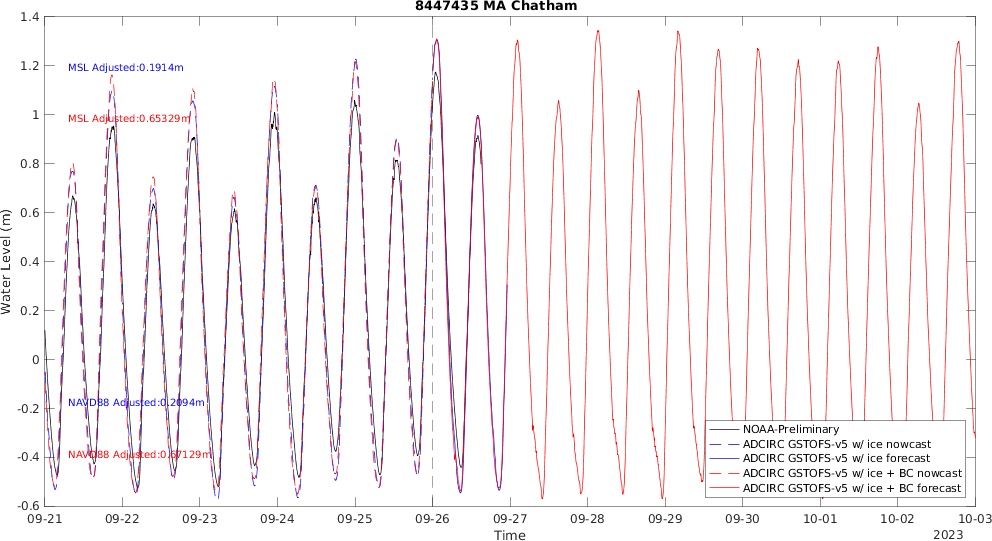 8447435 MA Chatham
1.4
1.2
1
0.8
0.6
0.4
0.2
0
-0.2
-0.4
-0.6
Water Level (m)
MSL Adjusted:0.1914m
MSL Adjusted:0.65329m
NAVD88 Adjusted:0.2094m
NAVD88 Adjusted:0.67129m
NOAA-Preliminary
ADCIRC GSTOFS-v5 w/ ice nowcast
ADCIRC GSTOFS-v5 w/ ice forecast
ADCIRC GSTOFS-v5 w/ ice + BC nowcast
ADCIRC GSTOFS-v5 w/ ice + BC forecast
09-21 09-22 09-23 09-24 09-25 09-26 09-27 09-28 09-29 09-30 10-01 10-02 10-03
Time
2023